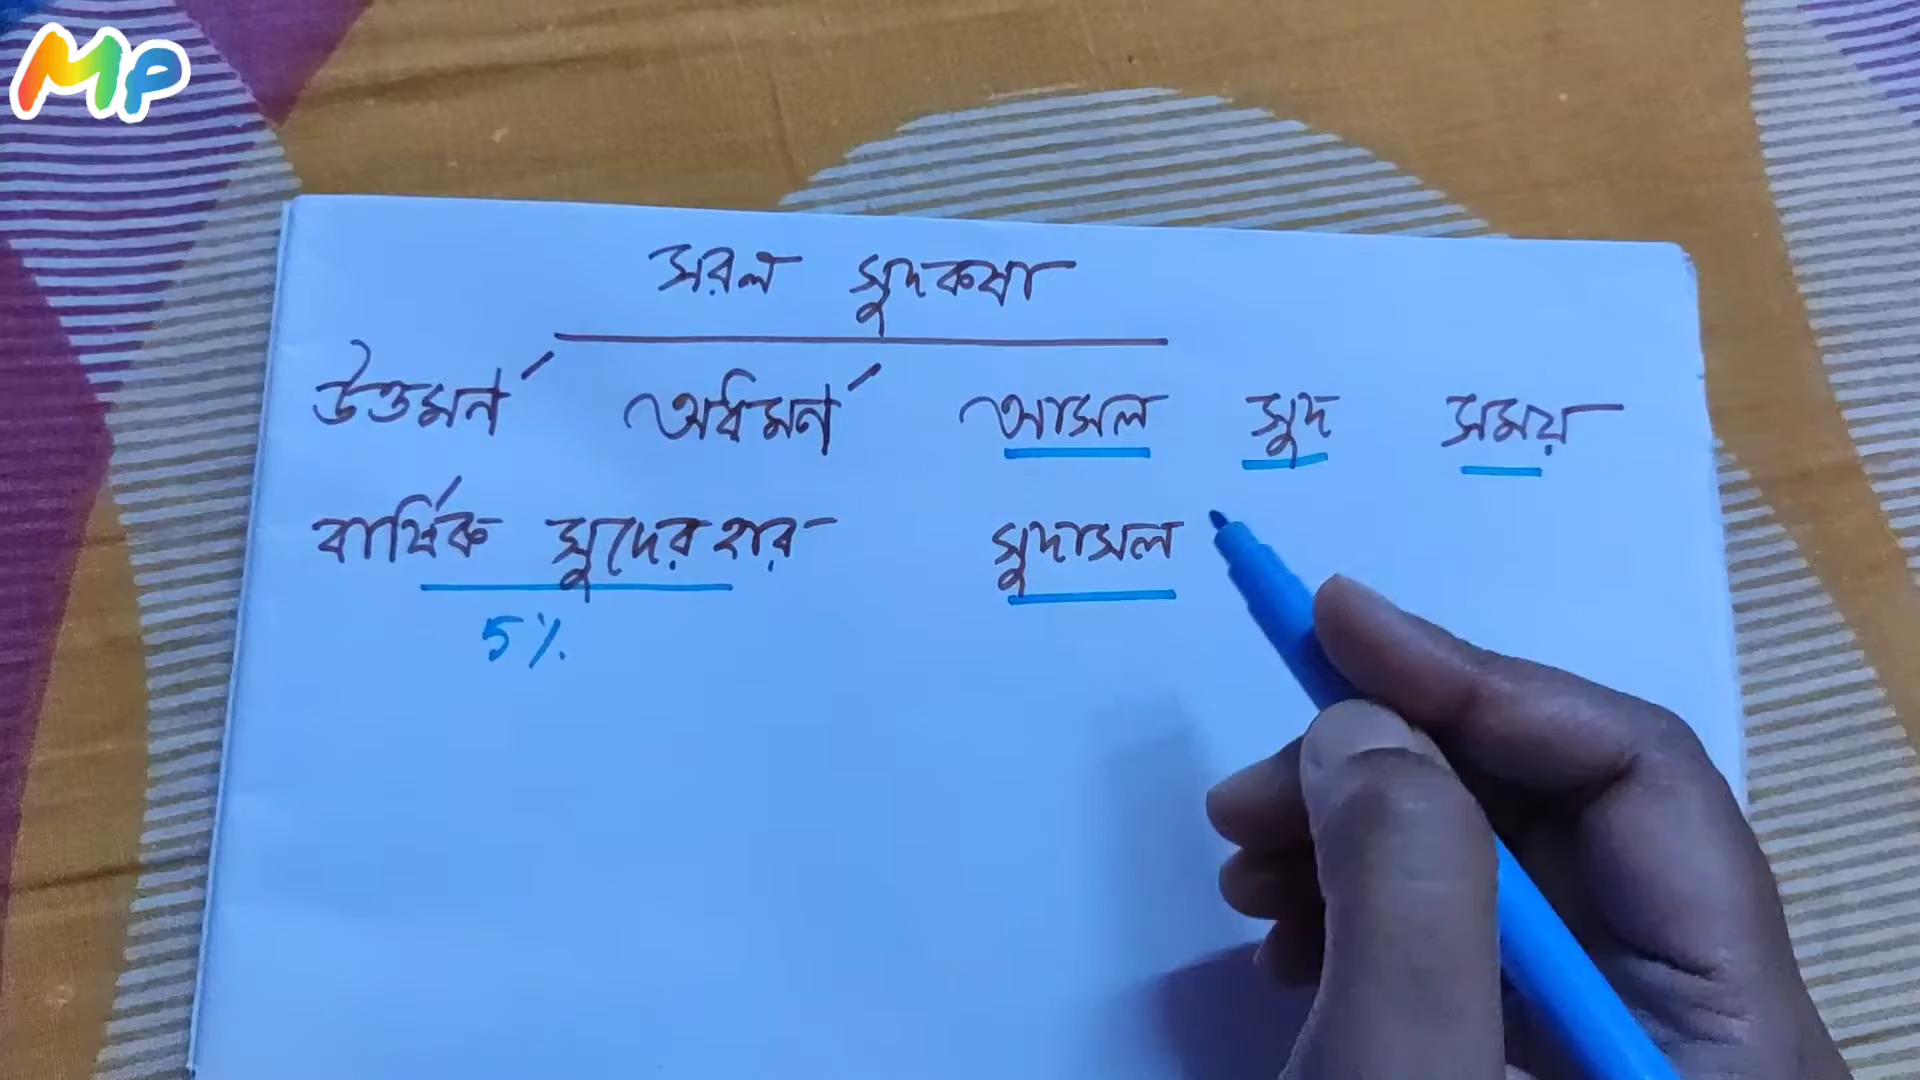 MP
সরল সুদকষা
উত্তমর্ন অধমর্ন আসল সুদ সময়
বার্ষিক সুদের হার সুদাসল
5%